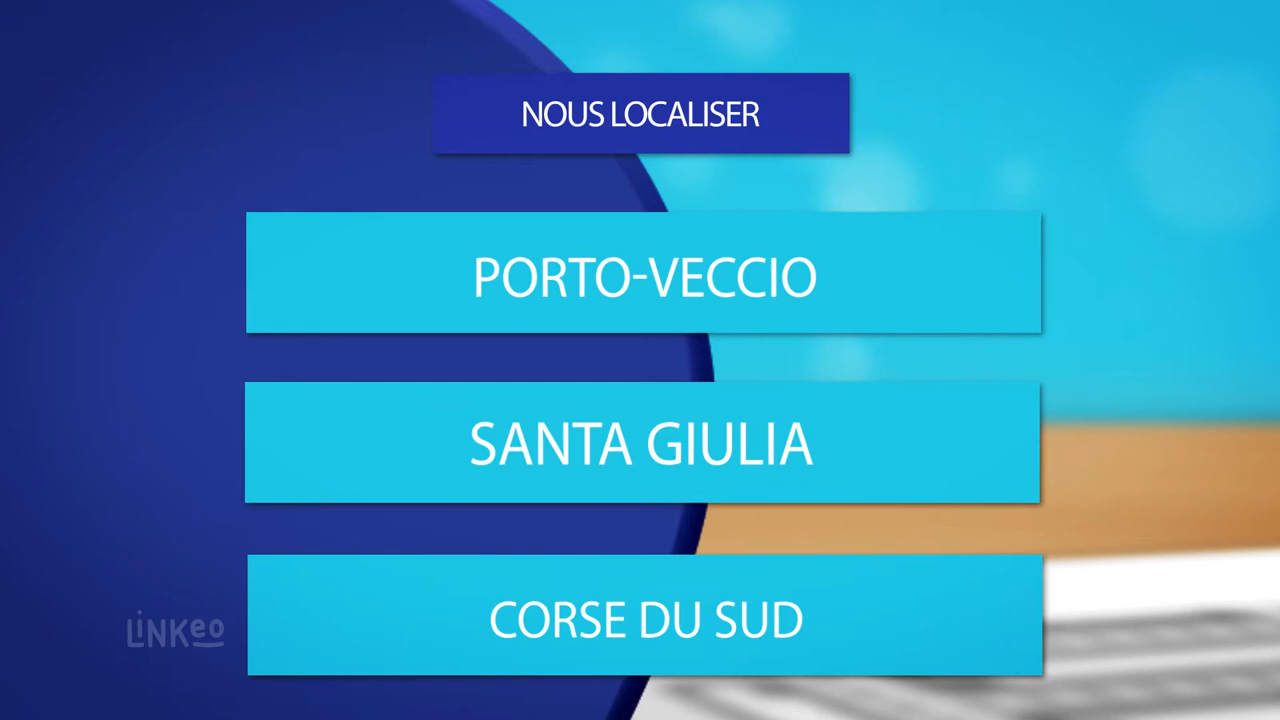 NOUS LOCALISER
PORTO-VECCIO
SANTA GIULIA
CORSE DU SUD
LINKeo